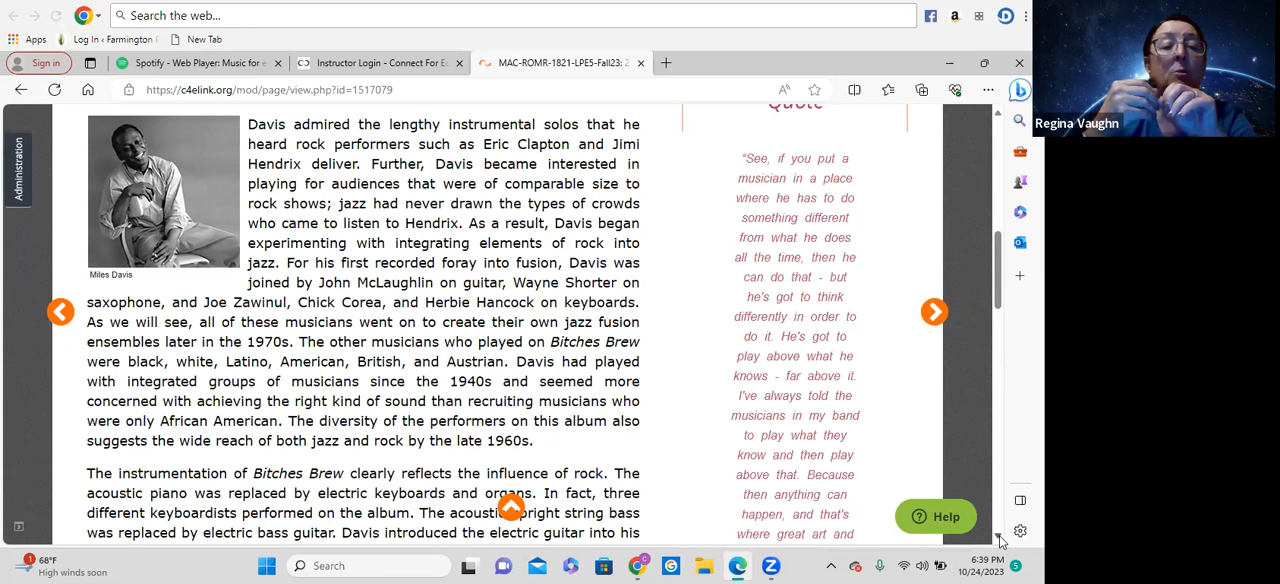 Search the web...
Apps
Log In ‹ Farmington
New Tab
Sign in
Spotify - Web Player: Music for e
Instructor Login - Connect For Ed
MAC-ROMR-1821-LPE5-Fall23: 2
https://c4elink.org/mod/page/view.php?id=1517079
Regina Vaughn
Administration
Davis admired the lengthy instrumental solos that he
heard rock performers such as Eric Clapton and Jimi
Hendrix deliver. Further, Davis became interested in
playing for audiences that were of comparable size to
rock shows; jazz had never drawn the types of crowds
who came to listen to Hendrix. As a result, Davis began
experimenting with integrating elements of rock into
jazz. For his first recorded foray into fusion, Davis was
joined by John McLaughlin on guitar, Wayne Shorter on
Miles Davis
saxophone, and Joe Zawinul, Chick Corea, and Herbie Hancock on keyboards.
As we will see, all of these musicians went on to create their own jazz fusion
ensembles later in the 1970s. The other musicians who played on Bitches Brew
were black, white, Latino, American, British, and Austrian. Davis had played
with integrated groups of musicians since the 1940s and seemed more
concerned with achieving the right kind of sound than recruiting musicians who
were only African American. The diversity of the performers on this album also
suggests the wide reach of both jazz and rock by the late 1960s.
The instrumentation of Bitches Brew clearly reflects the influence of rock. The
acoustic piano was replaced by electric keyboards and organs. In fact, three
different keyboardists performed on the album. The acoustic upright string bass
was replaced by electric bass guitar. Davis introduced the electric guitar into his
Quote
"See, if you put a
musician in a place
where he has to do
something different
from what he does
all the time, then he
can do that - but
he's got to think
differently in order to
do it. He's got to
play above what he
knows - far above it.
I've always told the
musicians in my band
to play what they
know and then play
above that. Because
then anything can
happen, and that's
where great art and
Help
1
68°F
High winds soon
Search
6:39 PM
10/24/2023
5